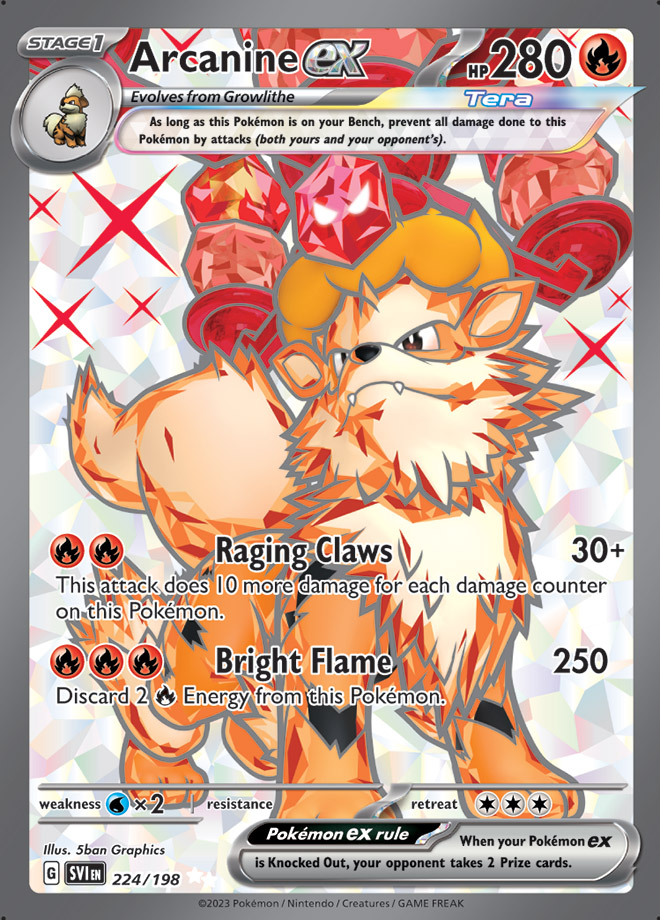 STAGE1 Arcanine ex HP280
Evolves from Growlithe Tera
As long as this Pokémon is on your Bench, prevent all damage done to this
Pokémon by attacks (both yours and your opponent's).
Raging Claws 30+
This attack does 10 more damage for each damage counter
on this Pokémon.
Bright Flame 250
Discard 2 Energy from this Pokémon.
weakness ×2 resistance retreat
Pokémon ex rule When your Pokémon ex
is Knocked Out, your opponent takes 2 Prize cards.
Illus. 5ban Graphics
G SVI EN 224/198
©2023 Pokémon / Nintendo / Creatures / GAME FREAK